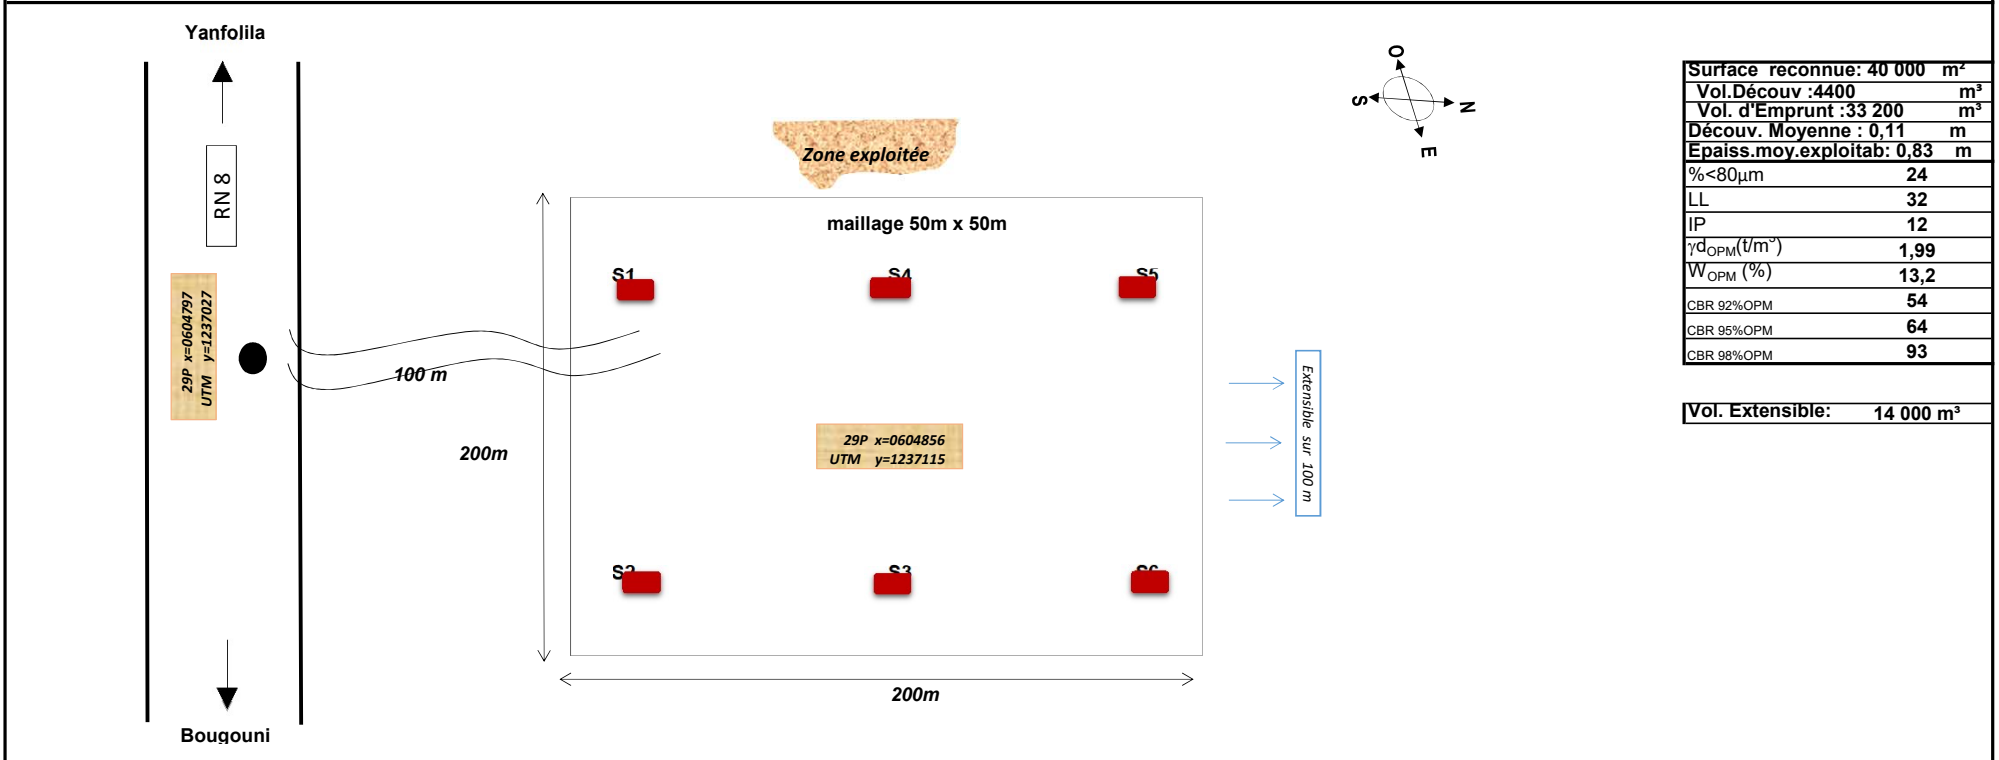 Yanfolila
RN 8
29P x=0604797
UTM y=1237027
Bougouni
100 m
Zone exploitée
maillage 50m x 50m
S1
S4
S5
200m
29P x=0604856
UTM y=1237115
S2
S3
S6
200m
Extensible sur 100 m
O
S
N
E
Surface reconnue: 40 000 m²
Vol.Découv :4400 m³
Vol. d'Emprunt :33 200 m³
Découv. Moyenne : 0,11 m
Epaiss.moy.exploitab: 0,83 m
%<80µm 24
LL 32
IP 12
γdOPM(t/m³) 1,99
WOPM (%) 13,2
CBR 92%OPM 54
CBR 95%OPM 64
CBR 98%OPM 93
Vol. Extensible: 14 000 m³